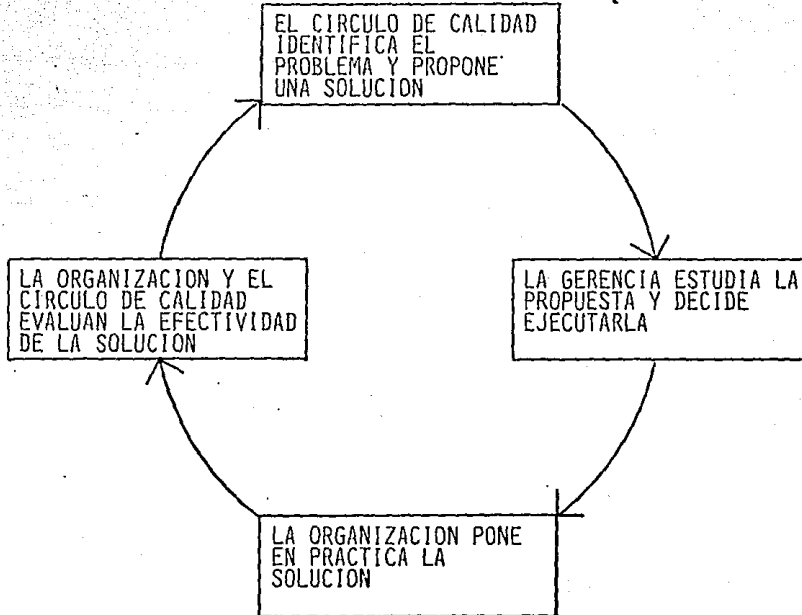 EL CIRCULO DE CALIDAD
IDENTIFICA EL
PROBLEMA Y PROPONE
UNA SOLUCION
LA GERENCIA ESTUDIA LA
PROPUESTA Y DECIDE
EJECUTARLA
LA ORGANIZACION PONE
EN PRACTICA LA
SOLUCION
LA ORGANIZACION Y EL
CIRCULO DE CALIDAD
EVALUAN LA EFECTIVIDAD
DE LA SOLUCION